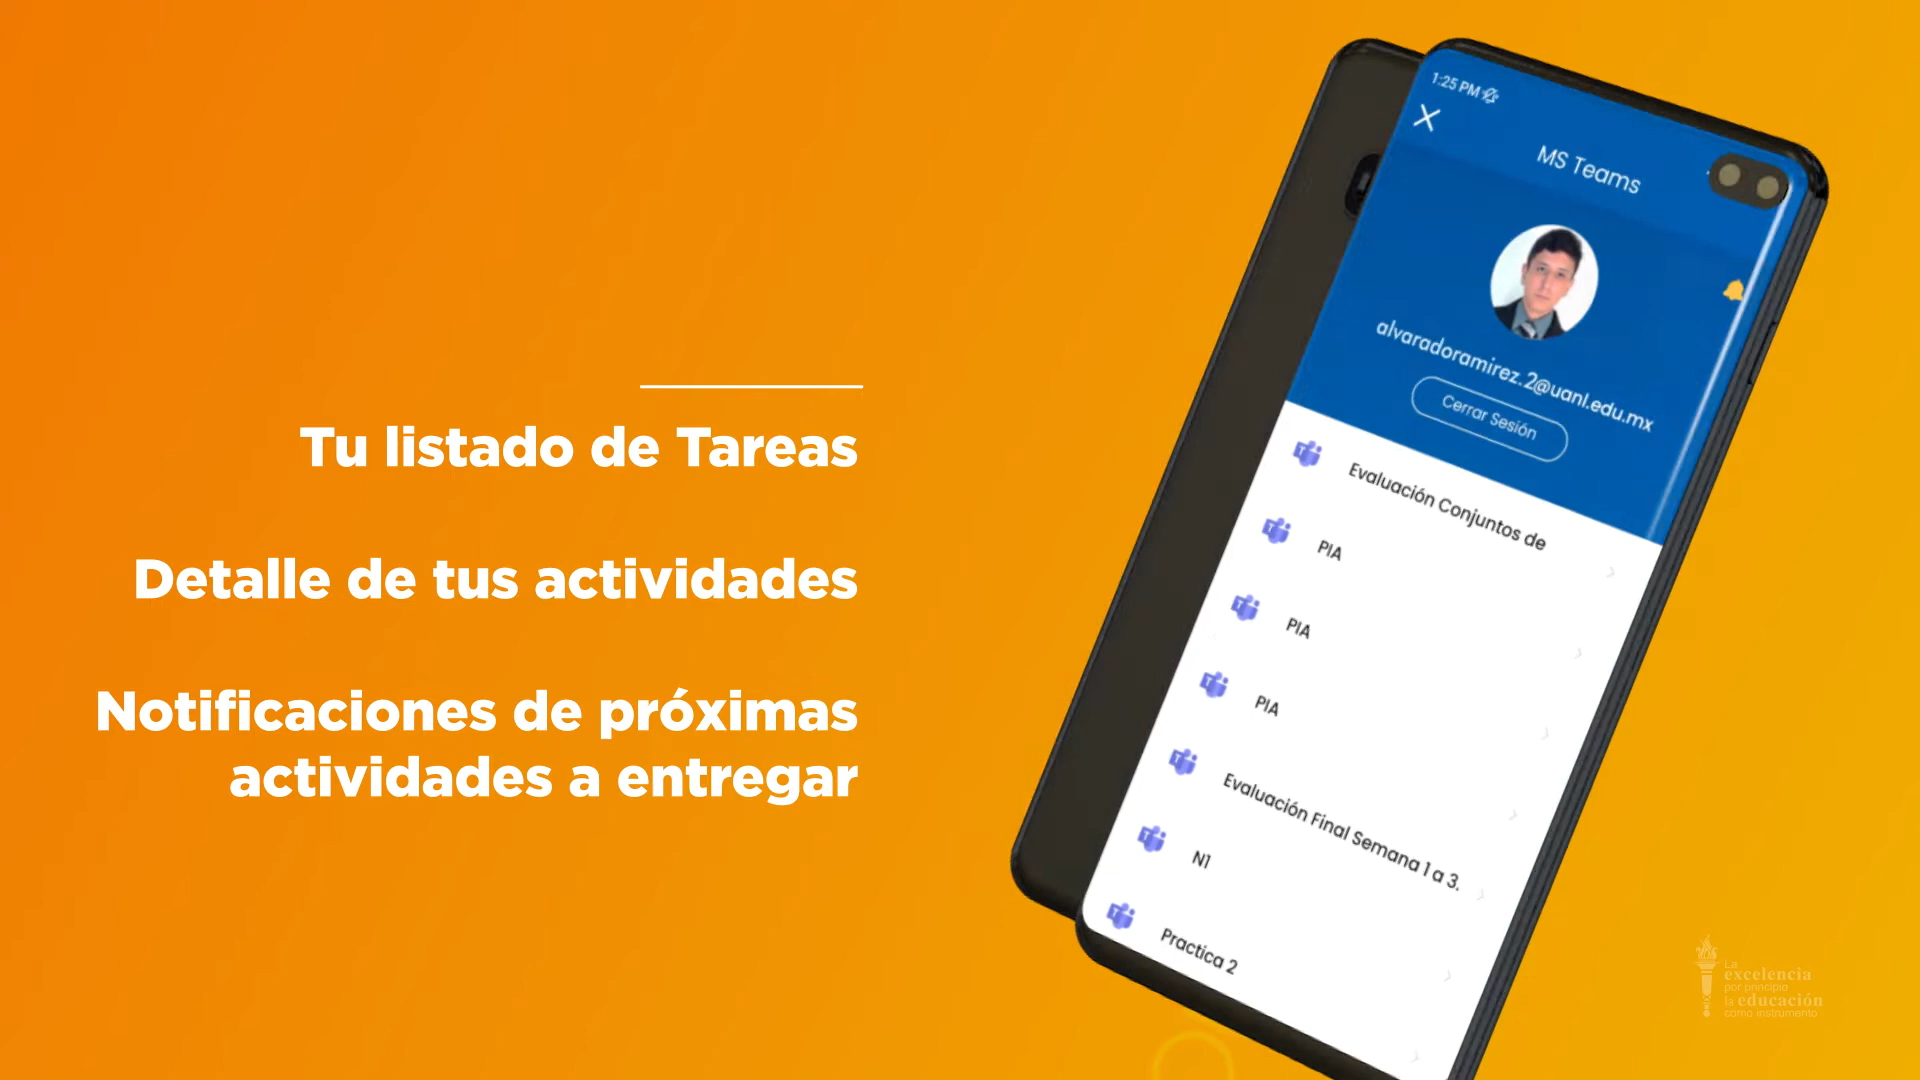 Tu listado de Tareas
Detalle de tus actividades
Notificaciones de próximas
actividades a entregar
1:25 PM
MS Teams
alvaradoramirez.2@uanl.edu.mx
Cerrar Sesión
Evaluación Conjuntos de
PIA
PIA
PIA
Evaluación Final Semana 1 a 3.
N1
Practica 2
La
excelencia
por principio
la educación
como instrumento